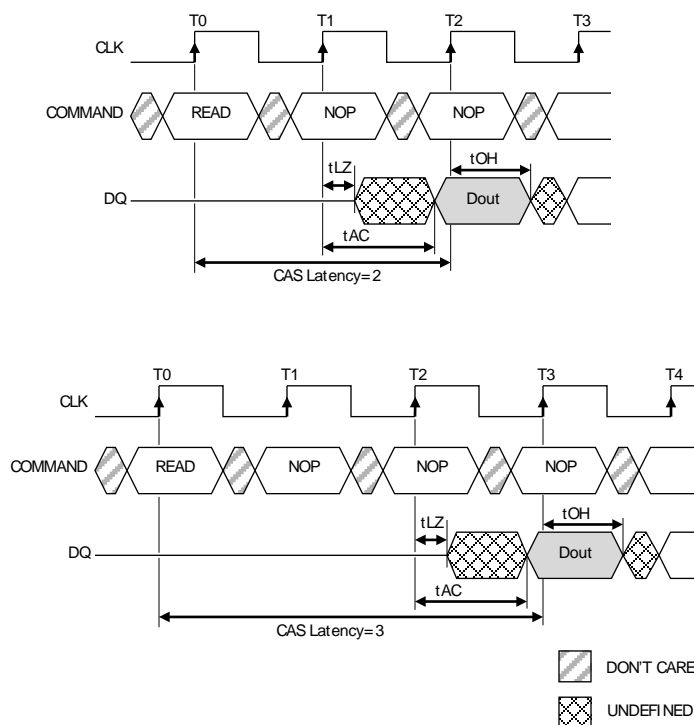 T0 T1 T2 T3
CLK
COMMAND READ NOP NOP
tLZ tOH
DQ Dout
tAC
CAS Latency=2
T0 T1 T2 T3 T4
CLK
COMMAND READ NOP NOP NOP
tLZ tOH
DQ Dout
tAC
CAS Latency=3
DON'T CARE
UNDEFINED